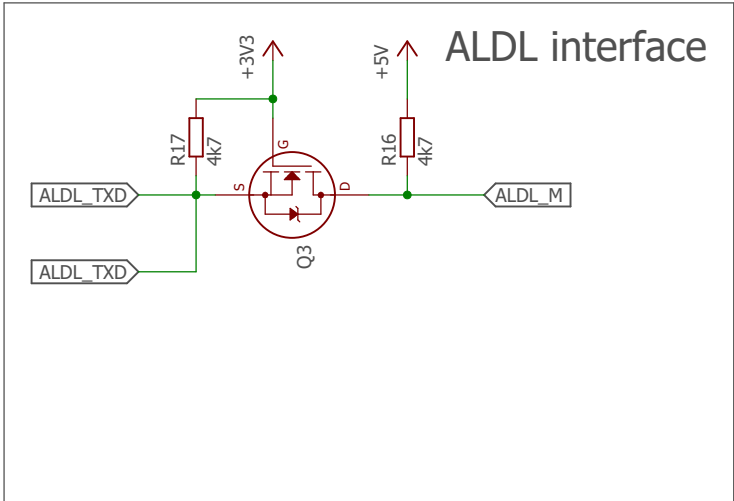 ALDL interface
+3V3
+5V
R17
4k7
G
R16
4k7
ALDL_TXD
S
D
ALDL_M
Q3
ALDL_TXD